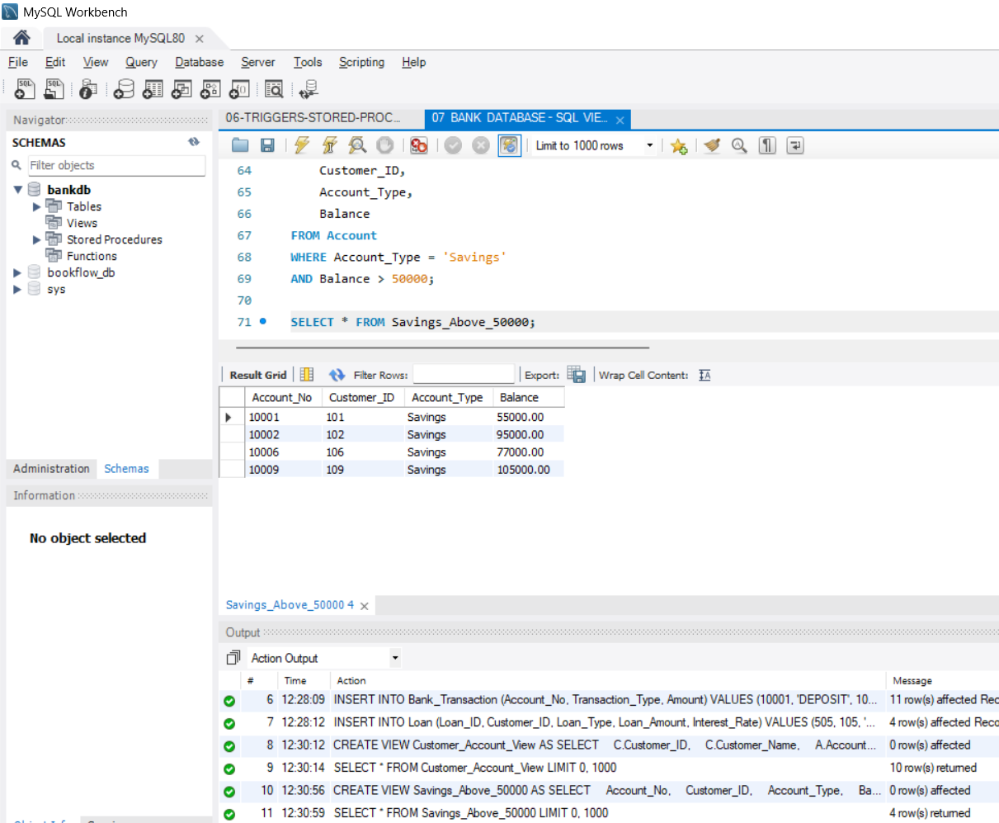 MySQL Workbench
Local instance MySQL80
File Edit View Query Database Server Tools Scripting Help
Navigator
SCHEMAS
Filter objects
bankdb
Tables
Views
Stored Procedures
Functions
bookflow_db
sys
Administration Schemas
Information
No object selected
06-TRIGGERS-STORED-PROC... 07 BANK DATABASE - SQL VIE...
Limit to 1000 rows
64 Customer_ID,
65 Account_Type,
66 Balance
67 FROM Account
68 WHERE Account_Type = 'Savings'
69 AND Balance > 50000;
70
71 SELECT * FROM Savings_Above_50000;
Result Grid Filter Rows: Export: Wrap Cell Content:
Account_No Customer_ID Account_Type Balance
10001 101 Savings 55000.00
10002 102 Savings 95000.00
10006 106 Savings 77000.00
10009 109 Savings 105000.00
Savings_Above_50000 4
Output
Action Output
# Time Action Message
6 12:28:09 INSERT INTO Bank_Transaction (Account_No, Transaction_Type, Amount) VALUES (10001, 'DEPOSIT', 10... 11 row(s) affected Rec
7 12:28:12 INSERT INTO Loan (Loan_ID, Customer_ID, Loan_Type, Loan_Amount, Interest_Rate) VALUES (505, 105, '... 4 row(s) affected Reco
8 12:30:12 CREATE VIEW Customer_Account_View AS SELECT C.Customer_ID, C.Customer_Name, A.Account... 0 row(s) affected
9 12:30:14 SELECT * FROM Customer_Account_View LIMIT 0, 1000 10 row(s) returned
10 12:30:56 CREATE VIEW Savings_Above_50000 AS SELECT Account_No, Customer_ID, Account_Type, Ba... 0 row(s) affected
11 12:30:59 SELECT * FROM Savings_Above_50000 LIMIT 0, 1000 4 row(s) returned